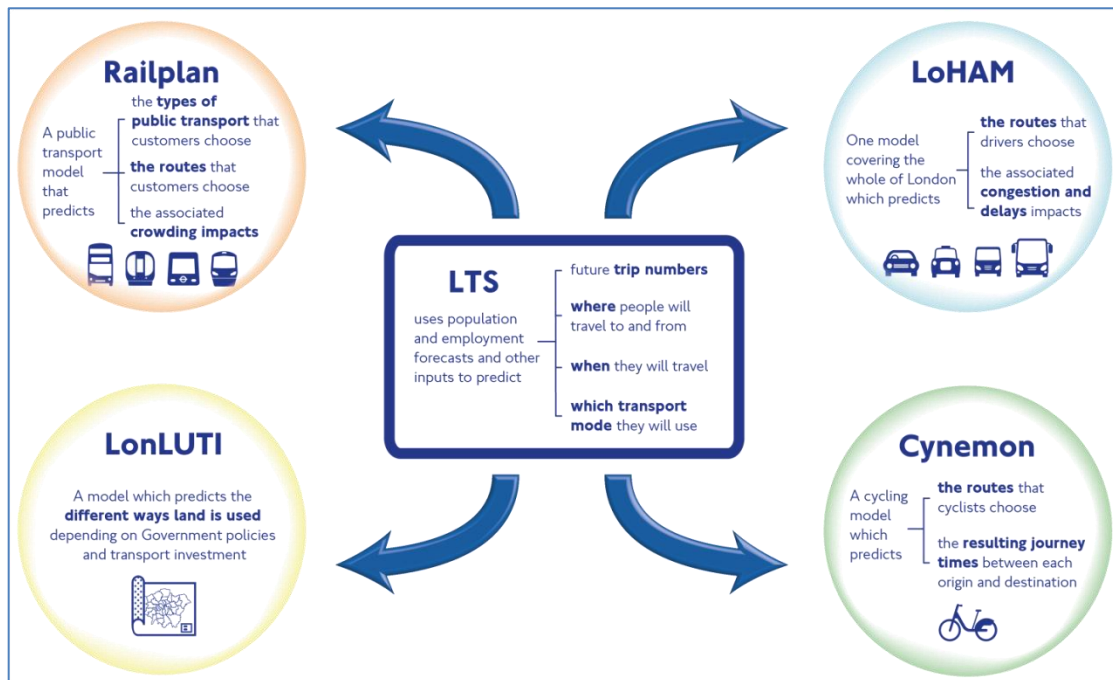 Railplan
A public
transport
model
that
predicts
the types of
public transport that
customers choose
the routes that
customers choose
the associated
crowding impacts
LoHAM
One model
covering the
whole of London
which predicts
the routes that
drivers choose
the associated
congestion and
delays impacts
LTS
uses population
and employment
forecasts and other
inputs to predict
future trip numbers
where people will
travel to and from
when they will travel
which transport
mode they will use
LonLUTI
A model which predicts the
different ways land is used
depending on Government policies
and transport investment
Cynemon
A cycling
model
which
predicts
the routes that
cyclists choose
the resulting journey
times between each
origin and destination